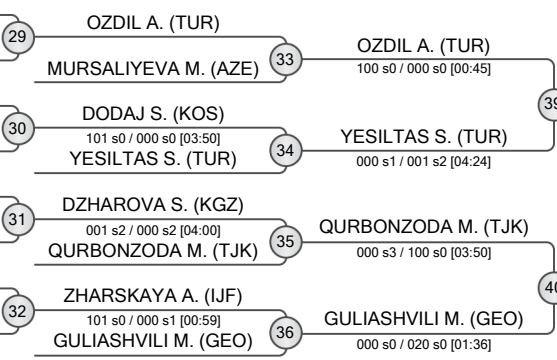 29
OZDIL A. (TUR)
MURSALIYEVA M. (AZE)
33
OZDIL A. (TUR)
100 s0 / 000 s0 [00:45]
39
30
DODAJ S. (KOS)
101 s0 / 000 s0 [03:50]
YESILTAS S. (TUR)
34
YESILTAS S. (TUR)
000 s1 / 001 s2 [04:24]
31
DZHAROVA S. (KGZ)
001 s2 / 000 s2 [04:00]
QURBONZODA M. (TJK)
35
QURBONZODA M. (TJK)
000 s3 / 100 s0 [03:50]
40
32
ZHARSKAYA A. (IJF)
101 s0 / 000 s1 [00:59]
GULIASHVILI M. (GEO)
36
GULIASHVILI M. (GEO)
000 s0 / 020 s0 [01:36]